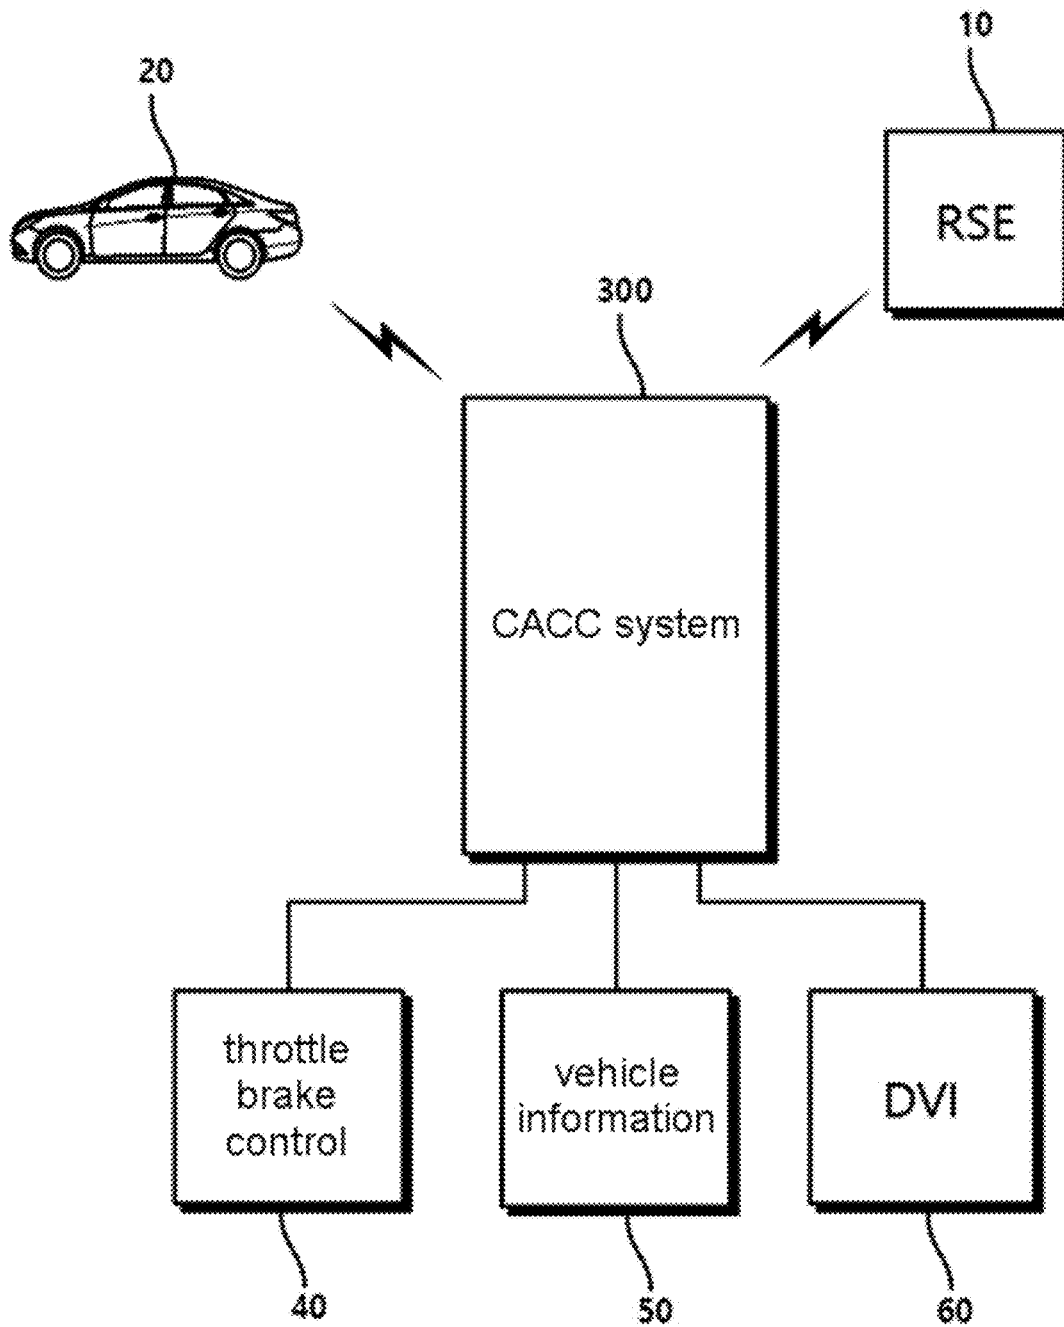 10
20
RSE
300
CACC system
throttle
brake
control
vehicle
information
DVI
40
50
60